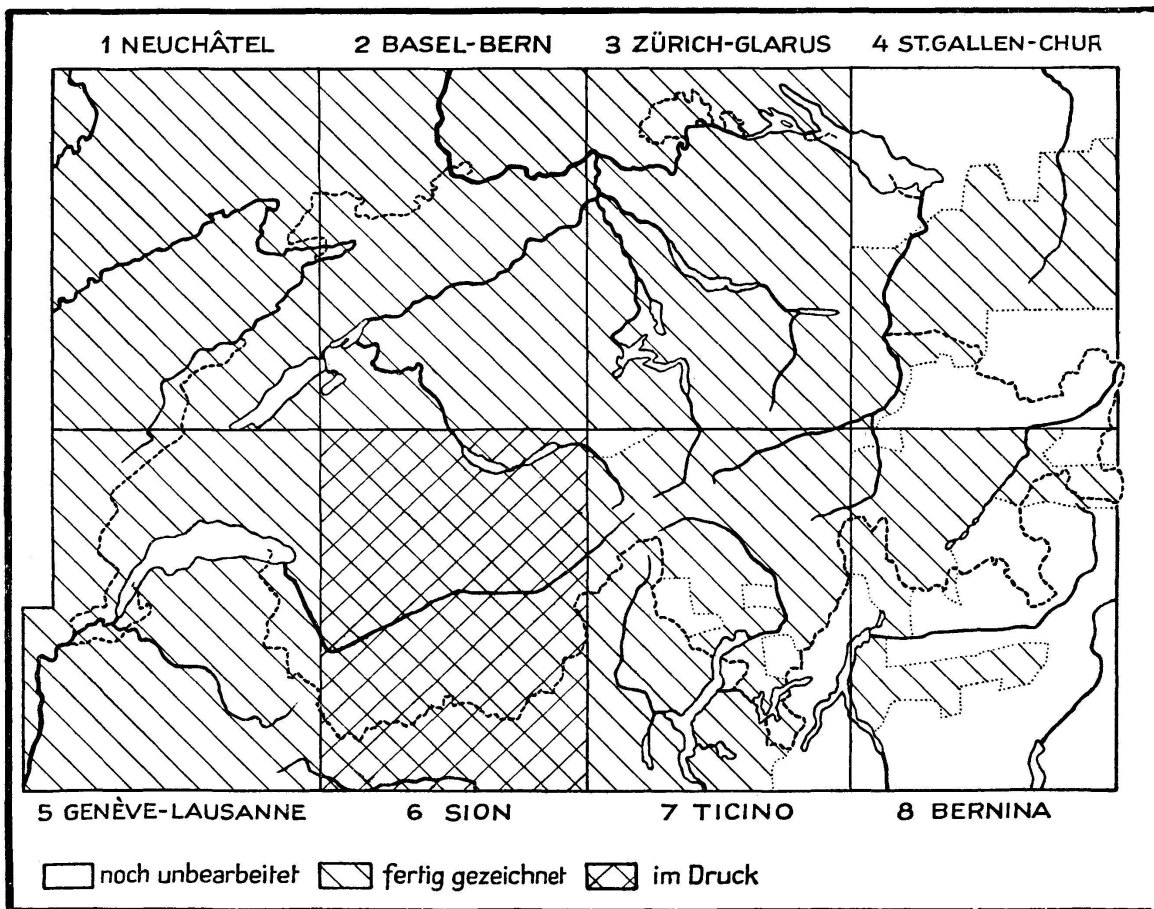 1 NEUCHÂTEL 2 BASEL-BERN 3 ZÜRICH-GLARUS 4 ST.GALLEN-CHUR
5 GENÈVE-LAUSANNE 6 SION 7 TICINO 8 BERNINA
noch unbearbeitet fertig gezeichnet im Druck